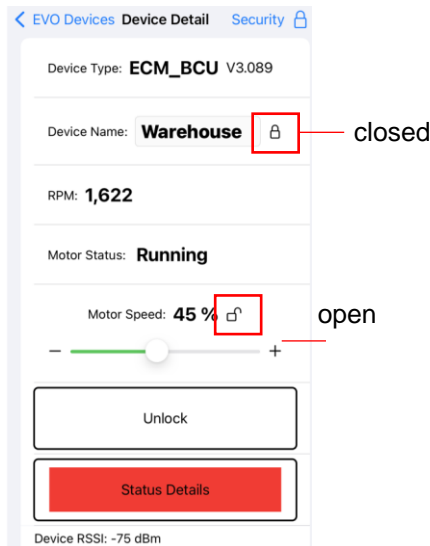 EVO Devices Device Detail Security
Device Type: ECM_BCU V3.089
Device Name: Warehouse closed
RPM: 1,622
Motor Status: Running
Motor Speed: 45 % open
− +
Unlock
Status Details
Device RSSI: -75 dBm